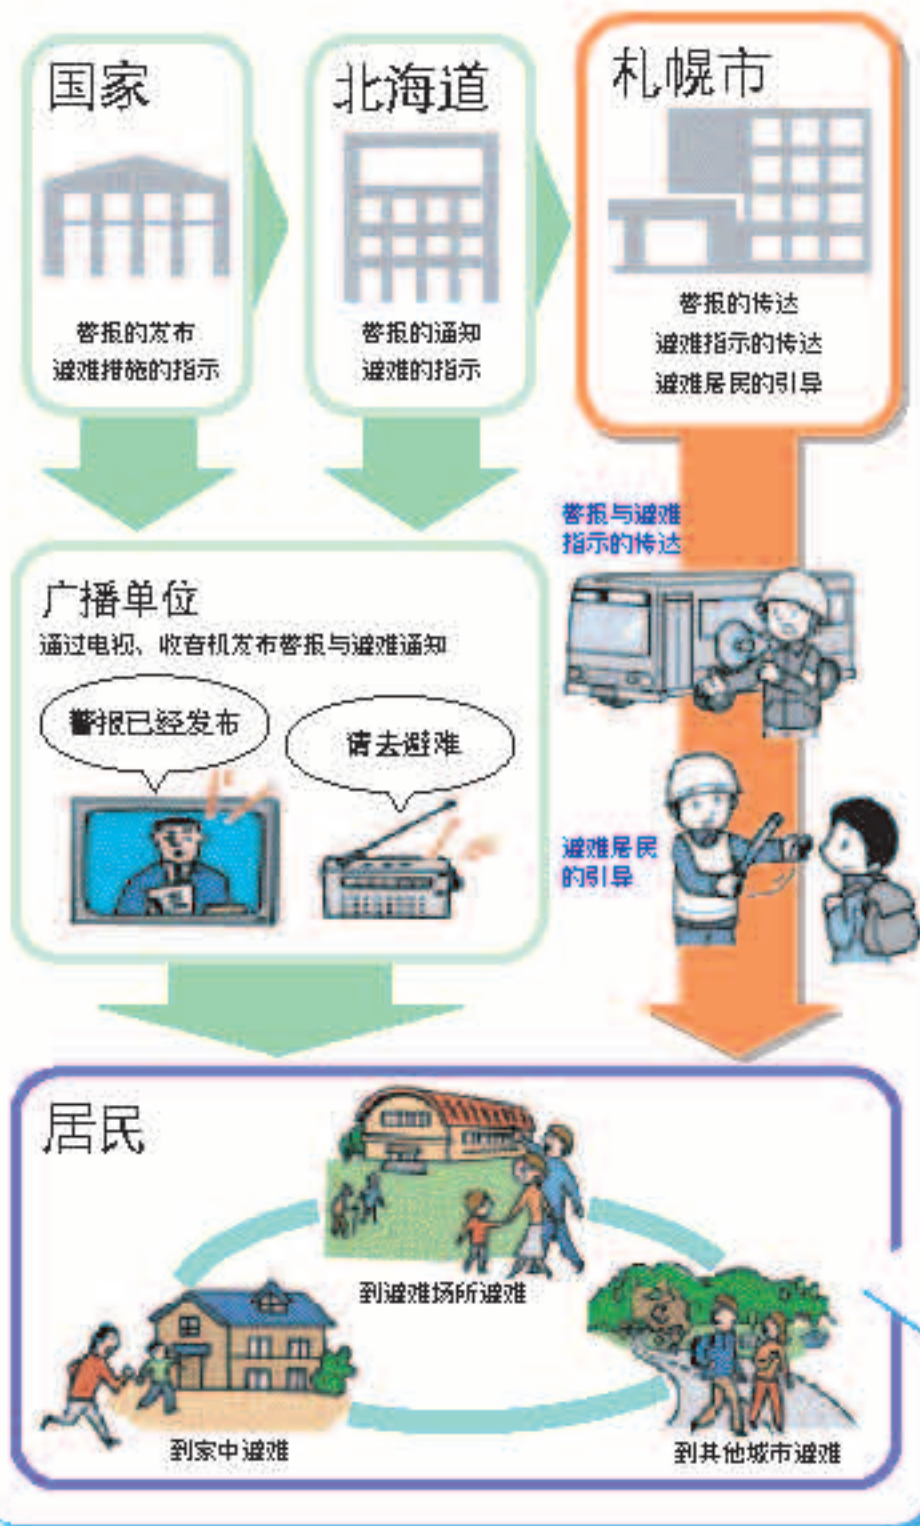 国家
警报的发布
避难措施的指示
北海道
警报的通知
避难的指示
札幌市
警报的传达
避难指示的传达
避难居民的引导
警报与避难
指示的传达
避难居民
的引导
广播单位
通过电视、收音机发布警报与避难通知
警报已经发布
请去避难
居民
到避难场所避难
到家中避难
到其他城市避难